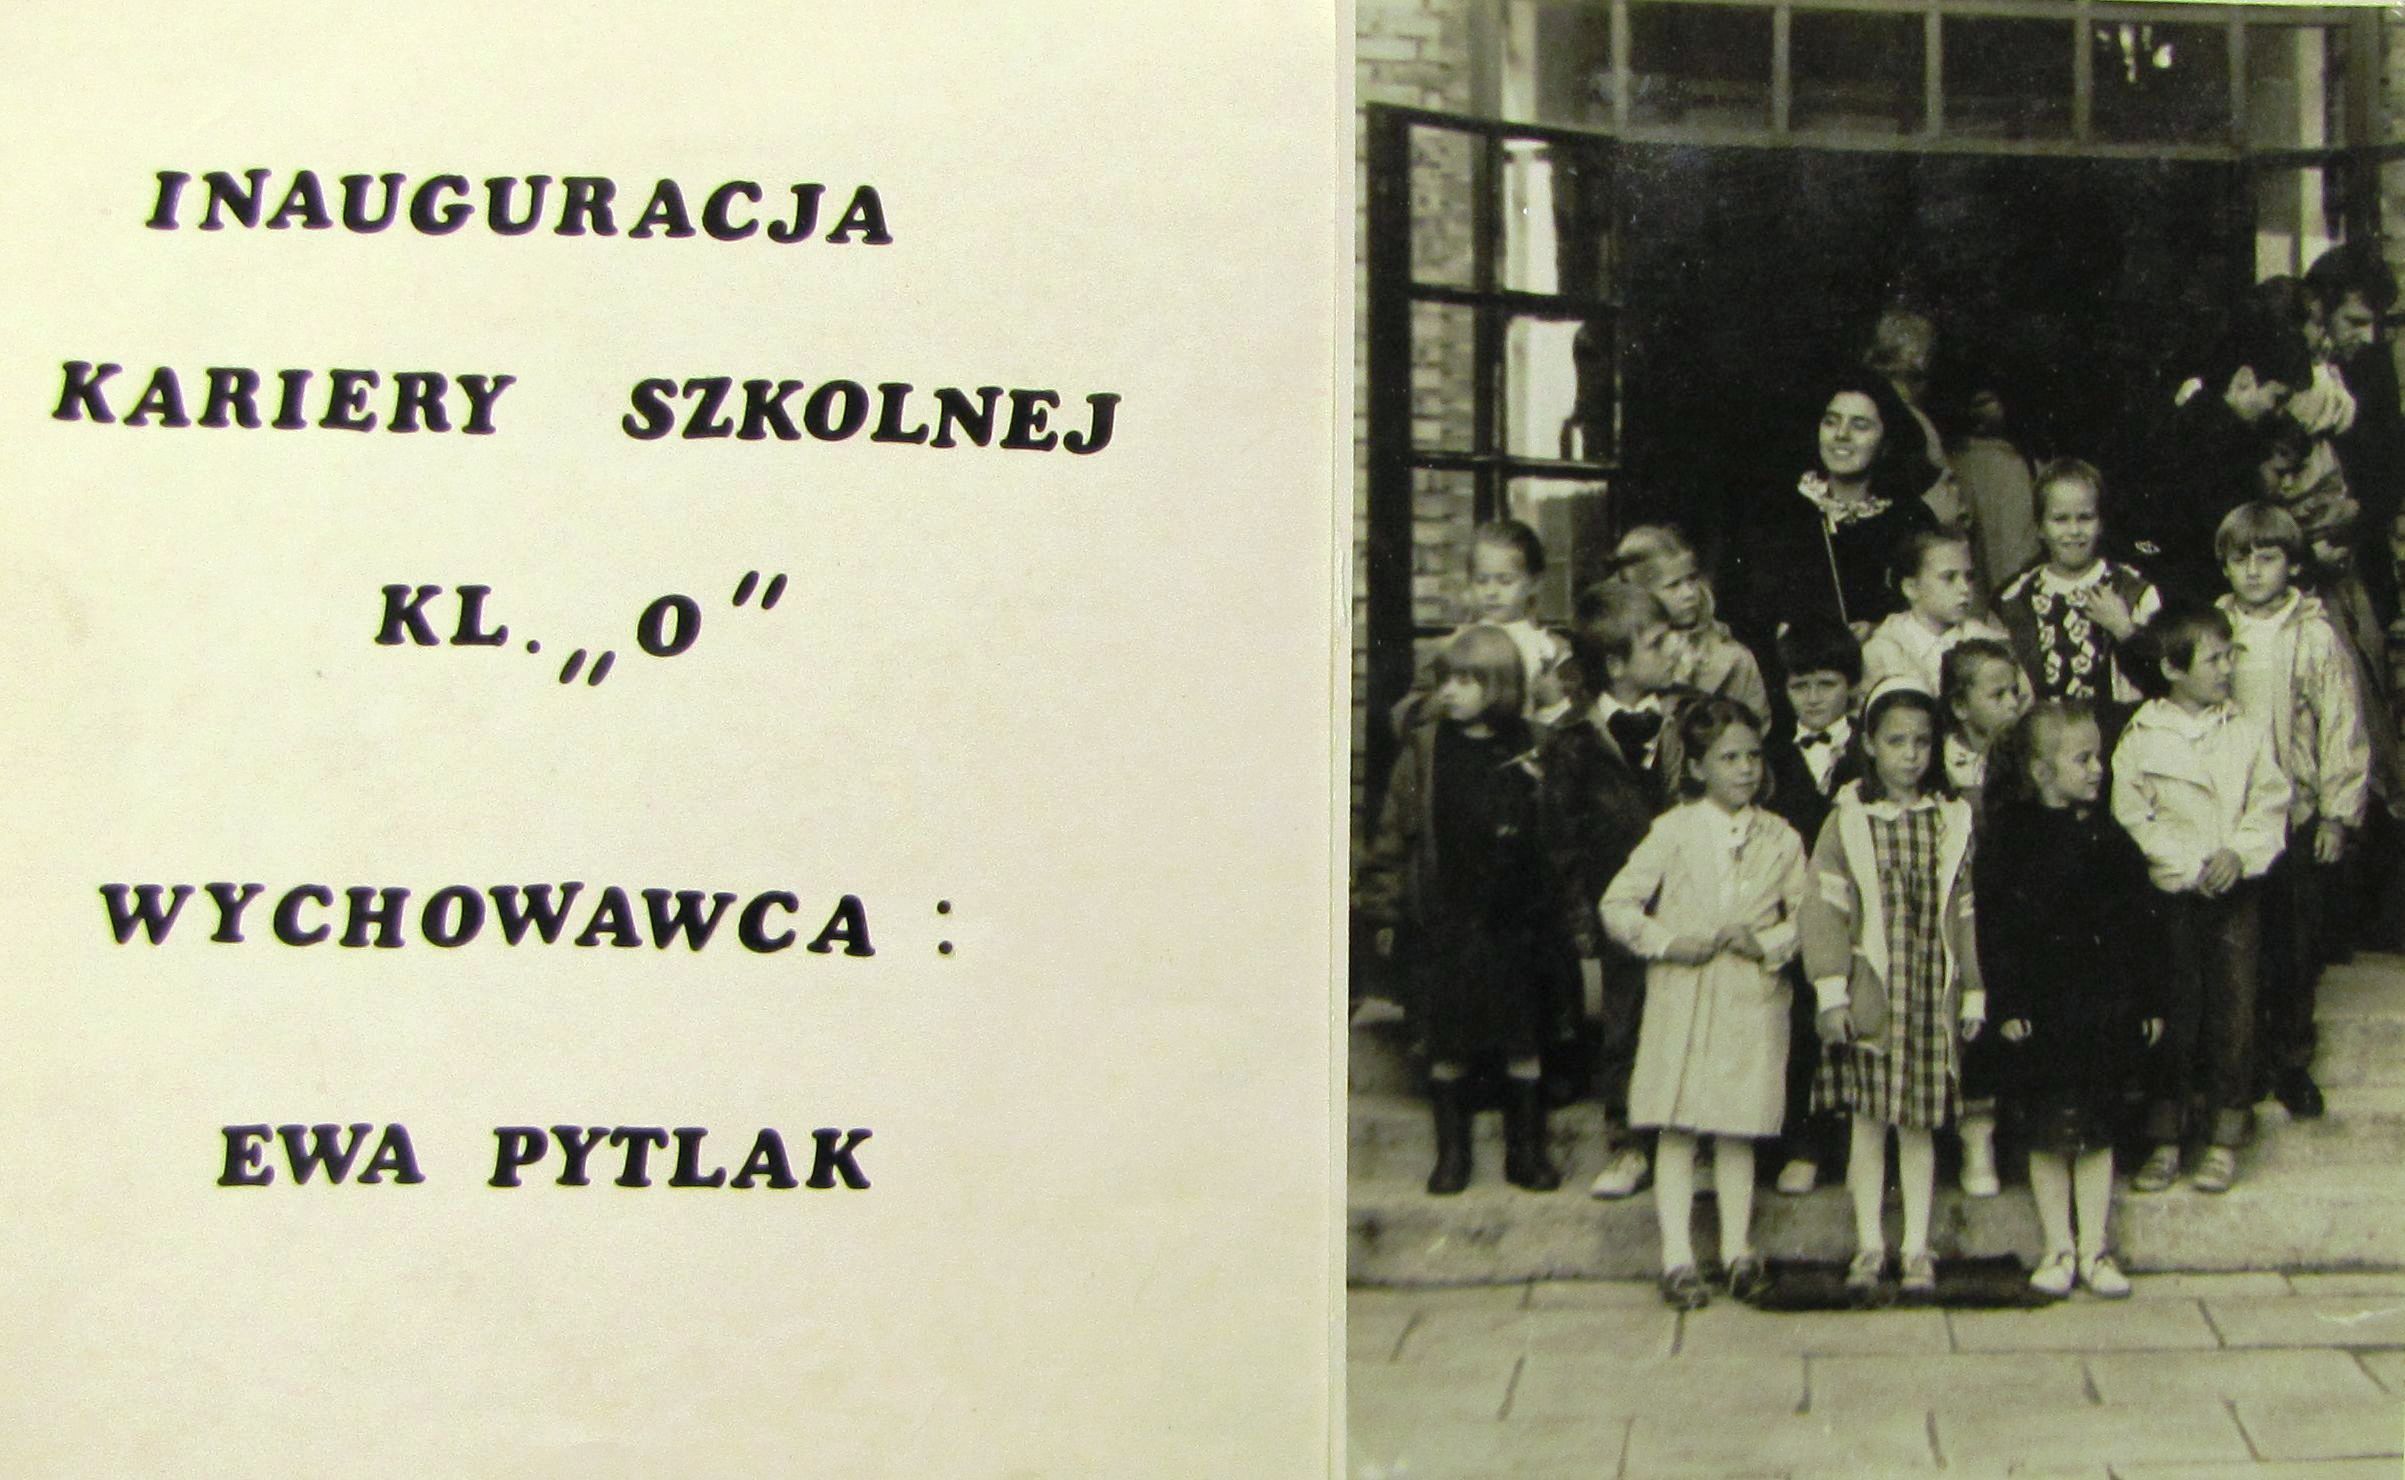 INAUGURACJA
KARIERY SZKOLNEJ
KL. „O”
WYCHOWAWCA :
EWA PYTLAK